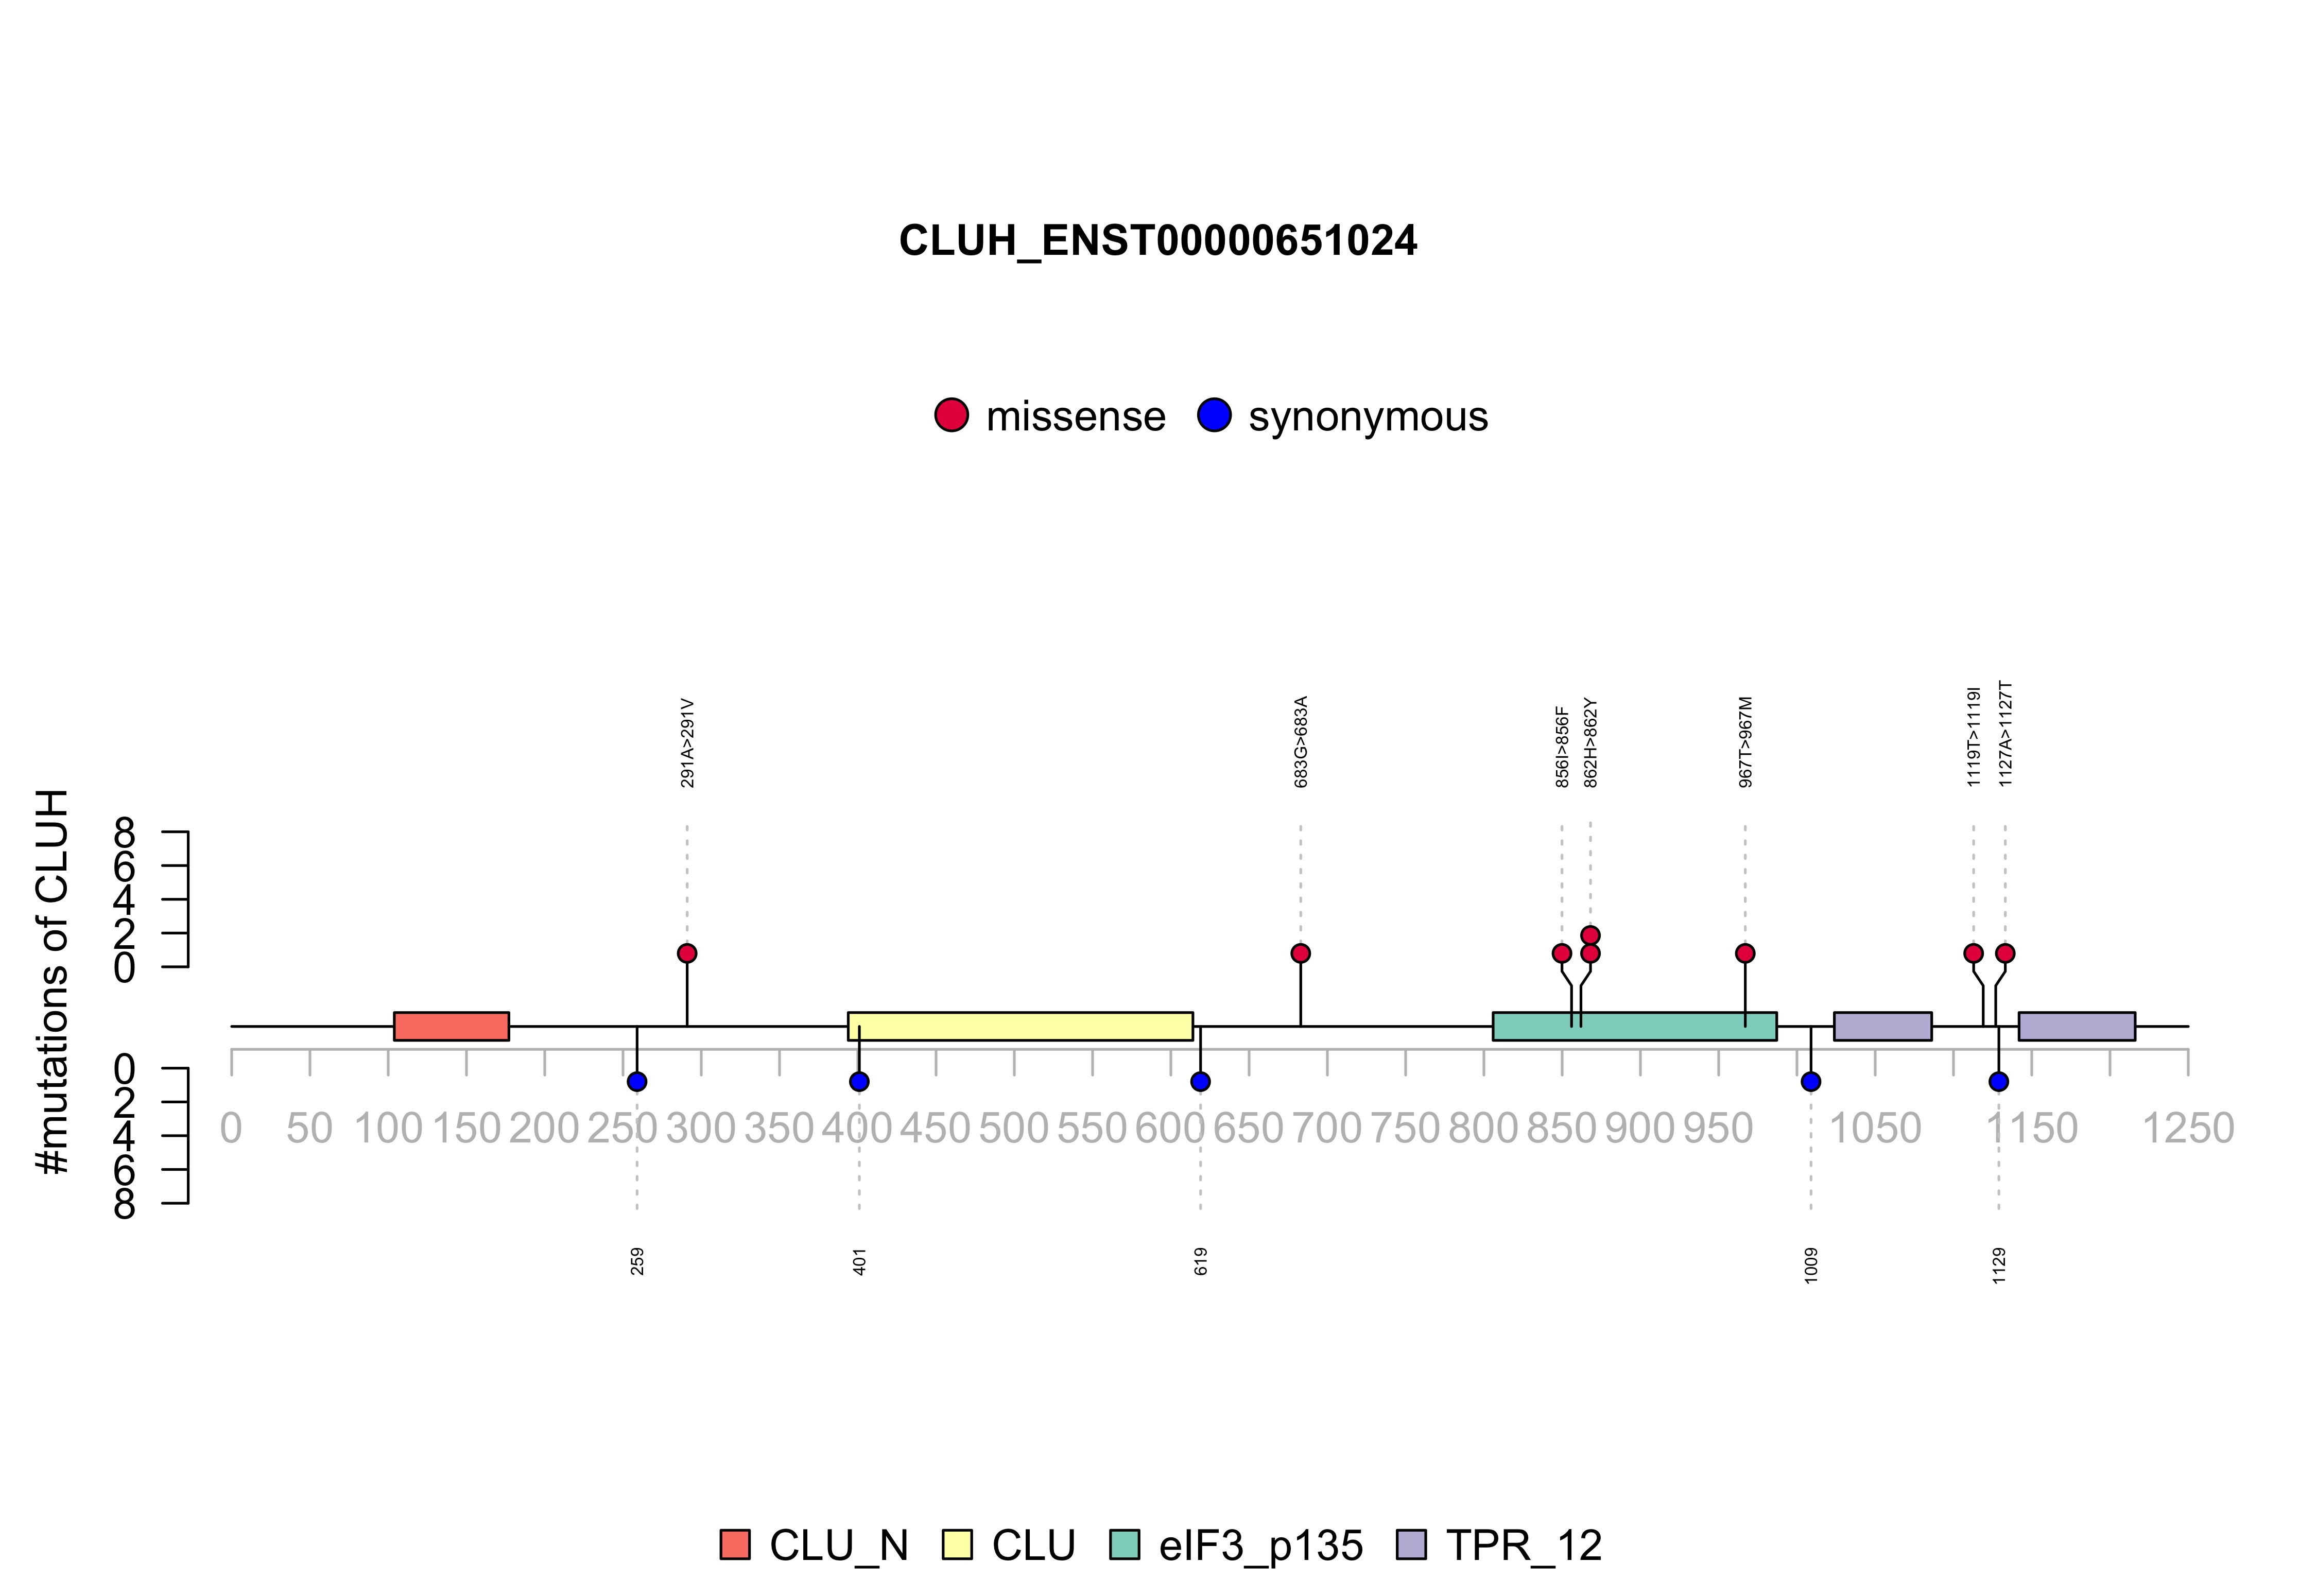 CLUH_ENST00000651024
missense synonymous
291A>291V
683G>683A
856I>856F
862H>862Y
967T>967M
1119T>1119I
1127A>1127T
#mutations of CLUH
8
6
4
2
0
0
2
4
6
8
0 50 100 150 200 250 300 350 400 450 500 550 600 650 700 750 800 850 900 950 1050 1150 1250
259
401
619
1009
1129
CLU_N CLU eIF3_p135 TPR_12